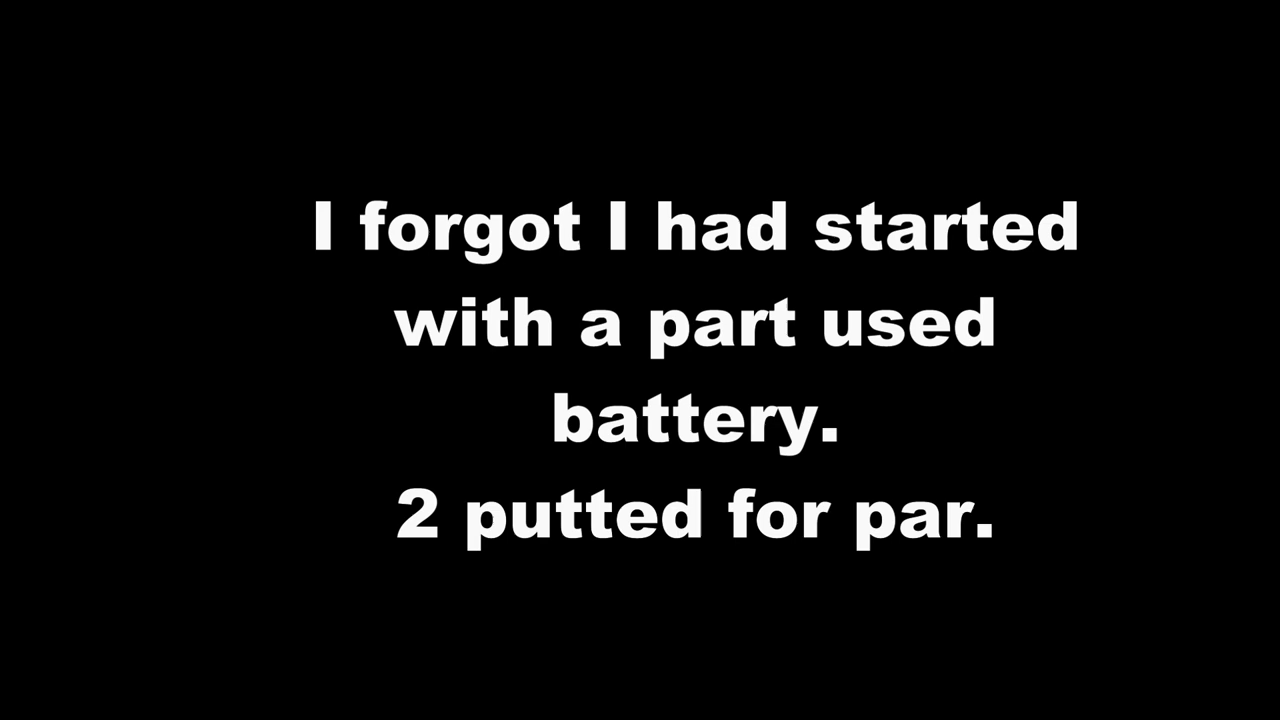 I forgot I had started
with a part used
battery.
2 putted for par.